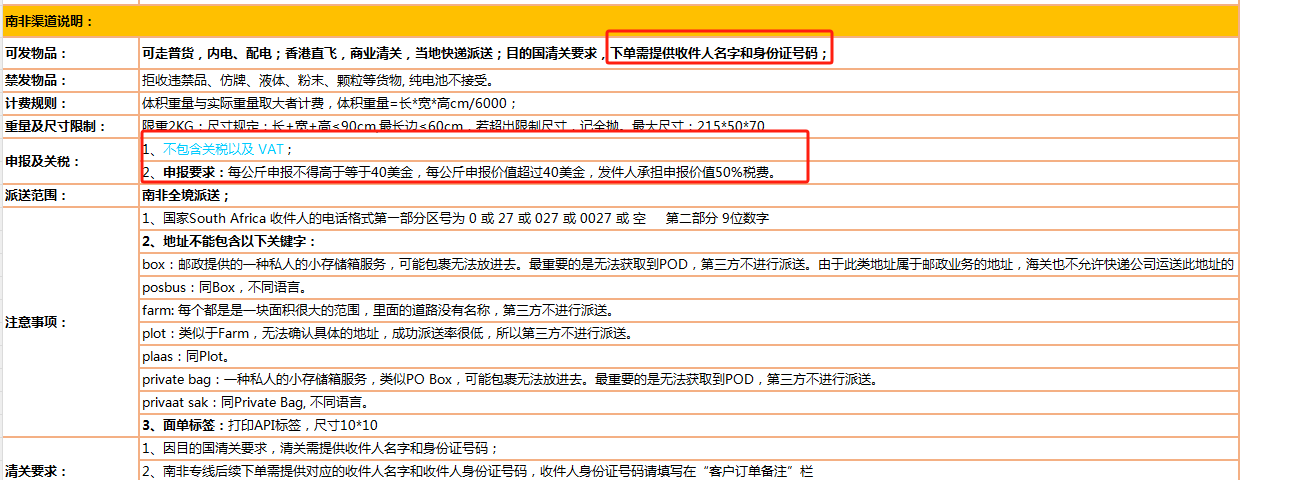 南非渠道说明：
可发物品： 可走普货，内电、配电；香港直飞，商业清关，当地快递派送；目的国清关要求，下单需提供收件人名字和身份证号码；
禁发物品： 拒收违禁品、仿牌、液体、粉末、颗粒等货物, 纯电池不接受。
计费规则： 体积重量与实际重量取大者计费，体积重量=长*宽*高cm/6000；
重量及尺寸限制： 限重2KG；尺寸规定：长+宽+高≤90cm,最长边≤60cm，若超出限制尺寸，记全抛。最大尺寸：215*50*70
申报及关税： 1、不包含关税以及 VAT；
2、申报要求：每公斤申报不得高于等于40美金，每公斤申报价值超过40美金，发件人承担申报价值50%税费。
派送范围： 南非全境派送；
注意事项： 1、国家South Africa 收件人的电话格式第一部分区号为 0 或 27 或 027 或 0027 或 空 第二部分 9位数字
2、地址不能包含以下关键字：
box：邮政提供的一种私人的小存储箱服务，可能包裹无法放进去。最重要的是无法获取到POD，第三方不进行派送。由于此类地址属于邮政业务的地址，海关也不允许快递公司运送此地址的
posbus：同Box，不同语言。
farm: 每个都是是一块面积很大的范围，里面的道路没有名称，第三方不进行派送。
plot：类似于Farm，无法确认具体的地址，成功派送率很低，所以第三方不进行派送。
plaas：同Plot。
private bag：一种私人的小存储箱服务，类似PO Box，可能包裹无法放进去。最重要的是无法获取到POD，第三方不进行派送。
privaat sak：同Private Bag, 不同语言。
3、面单标签：打印API标签，尺寸10*10
清关要求： 1、因目的国清关要求，清关需提供收件人名字和身份证号码；
2、南非专线后续下单需提供对应的收件人名字和收件人身份证号码，收件人身份证号码请填写在“客户订单备注”栏